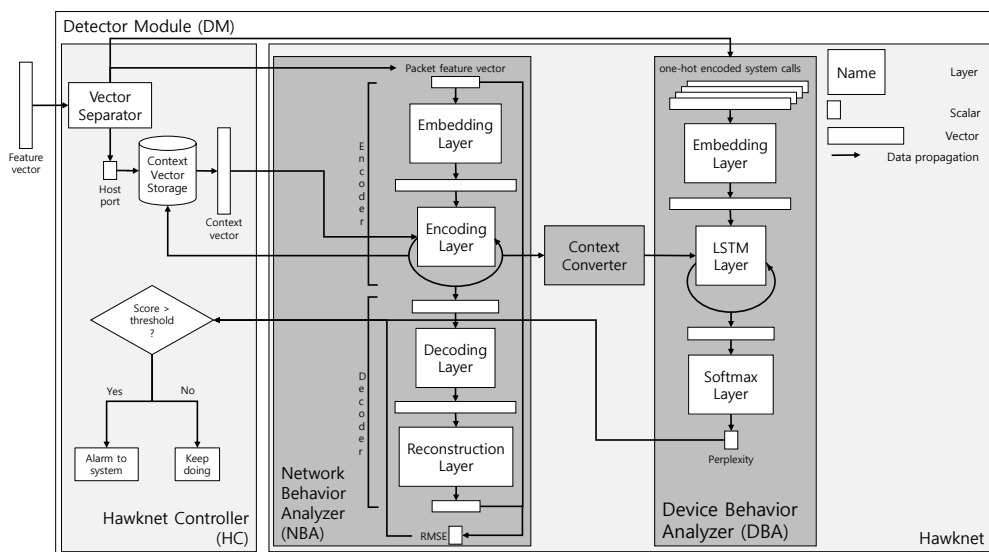 Detector Module (DM)
Feature
vector
Vector
Separator
Host
port
Context
Vector
Storage
Context
vector
Score >
threshold
?
Yes
No
Alarm to
system
Keep
doing
Hawknet Controller
(HC)
Packet feature vector
Encoder
Embedding
Layer
Encoding
Layer
Decoder
Decoding
Layer
Reconstruction
Layer
RMSE
Network
Behavior
Analyzer
(NBA)
Context
Converter
one-hot encoded system calls
Embedding
Layer
LSTM
Layer
Softmax
Layer
Perplexity
Device Behavior
Analyzer (DBA)
Name
Layer
Scalar
Vector
Data propagation
Hawknet